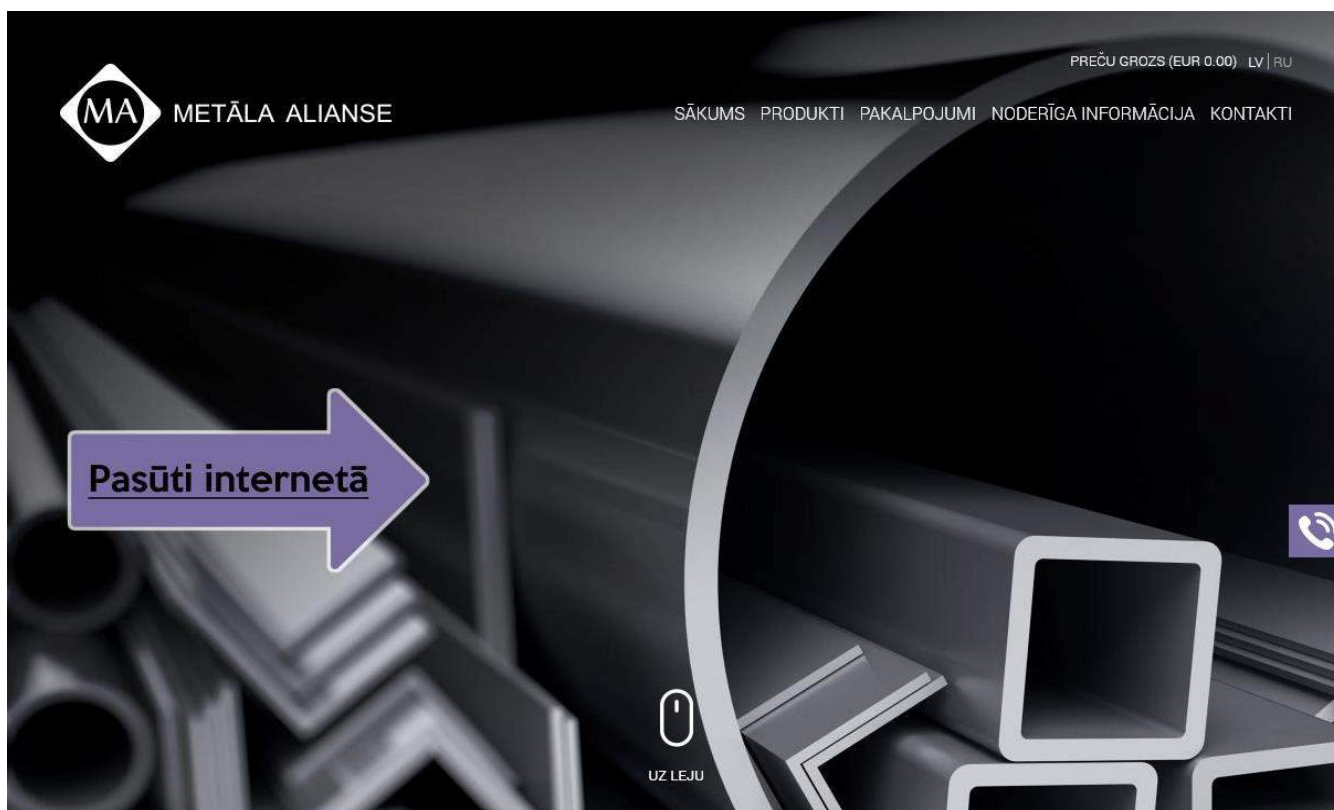 PREČU GROZS (EUR 0.00) LV | RU
MA METĀLA ALIANSE
SĀKUMS PRODUKTI PAKALPOJUMI NODERĪGA INFORMĀCIJA KONTAKTI
Pasūti internetā
UZ LEJU